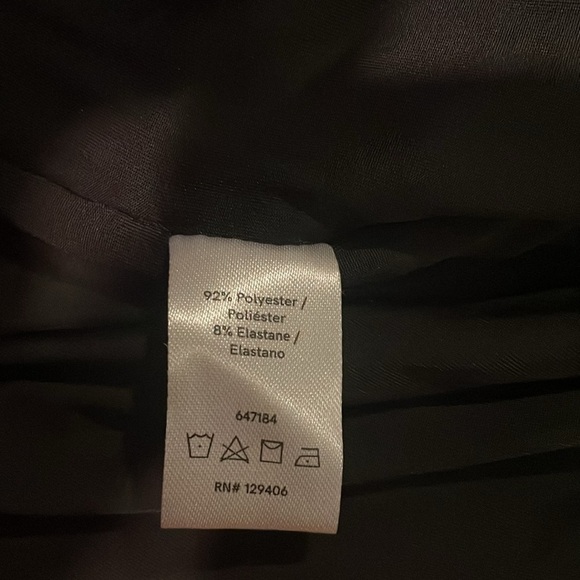 92% Polyester /
Poliéster
8% Elastane /
Elastano
647184
RN# 129406